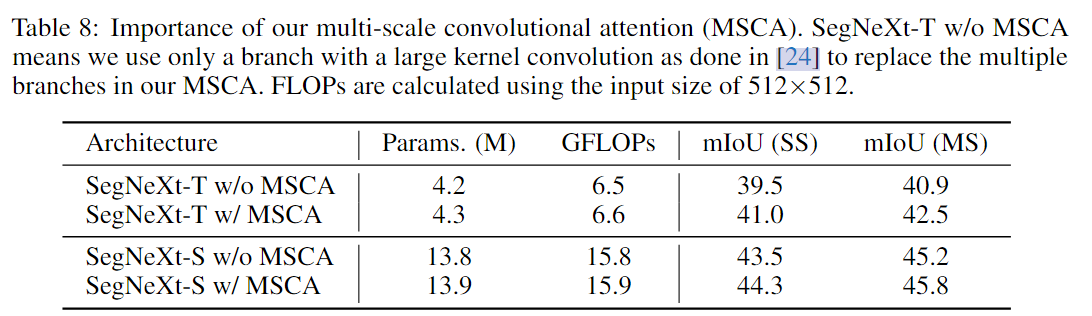 Table 8: Importance of our multi-scale convolutional attention (MSCA). SegNeXt-T w/o MSCA
means we use only a branch with a large kernel convolution as done in [24] to replace the multiple
branches in our MSCA. FLOPs are calculated using the input size of 512×512.
Architecture Params. (M) GFLOPs mIoU (SS) mIoU (MS)
SegNeXt-T w/o MSCA 4.2 6.5 39.5 40.9
SegNeXt-T w/ MSCA 4.3 6.6 41.0 42.5
SegNeXt-S w/o MSCA 13.8 15.8 43.5 45.2
SegNeXt-S w/ MSCA 13.9 15.9 44.3 45.8